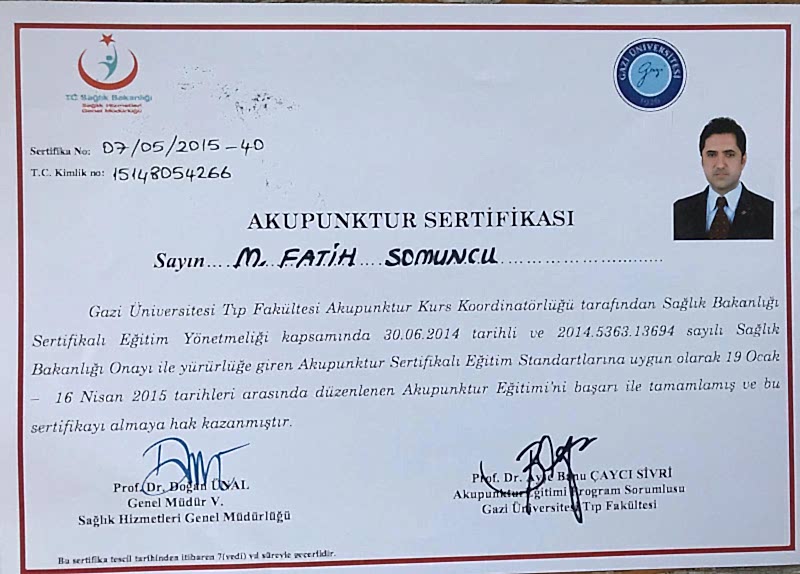 T.C. Sağlık Bakanlığı
Sağlık Hizmetleri
Genel Müdürlüğü
GAZİ ÜNİVERSİTESİ
Gazi
1926
Sertifika No: 07/05/2015-40
T.C. Kimlik no: 15148054266
AKUPUNKTUR SERTİFİKASI
Sayın....M. FATİH....SOMUNCU............................
Gazi Üniversitesi Tıp Fakültesi Akupunktur Kurs Koordinatörlüğü tarafından Sağlık Bakanlığı
Sertifikalı Eğitim Yönetmeliği kapsamında 30.06.2014 tarihli ve 2014.5363.13694 sayılı Sağlık
Bakanlığı Onayı ile yürürlüğe giren Akupunktur Sertifikalı Eğitim Standartlarına uygun olarak 19 Ocak
– 16 Nisan 2015 tarihleri arasında düzenlenen Akupunktur Eğitimi'ni başarı ile tamamlamış ve bu
sertifikayı almaya hak kazanmıştır.
Prof. Dr. Doğan ÜNAL
Genel Müdür V.
Sağlık Hizmetleri Genel Müdürlüğü
Prof. Dr. Ayşe Banu ÇAYCI SİVRİ
Akupunktur Eğitimi Program Sorumlusu
Gazi Üniversitesi Tıp Fakültesi
Bu sertifika tescil tarihinden itibaren 7(yedi) yıl süreyle geçerlidir.